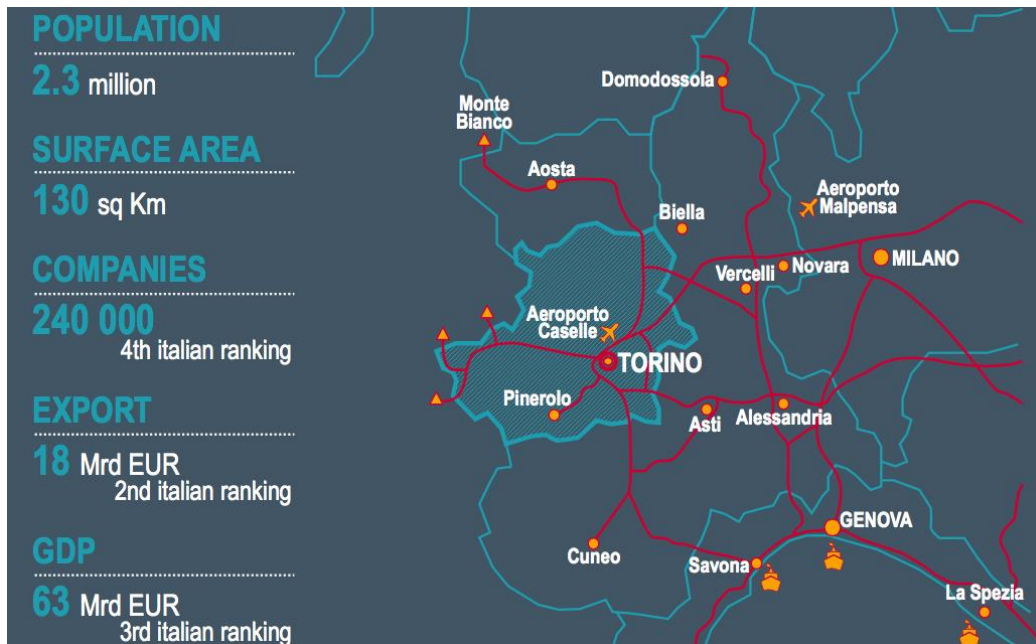 POPULATION
2.3 million
SURFACE AREA
130 sq Km
COMPANIES
240 000
4th italian ranking
EXPORT
18 Mrd EUR
2nd italian ranking
GDP
63 Mrd EUR
3rd italian ranking
Domodossola
Monte
Bianco
Aosta
Biella
Aeroporto
Malpensa
Vercelli
Novara
MILANO
Aeroporto
Caselle
TORINO
Pinerolo
Asti
Alessandria
Cuneo
Savona
GENOVA
La Spezia